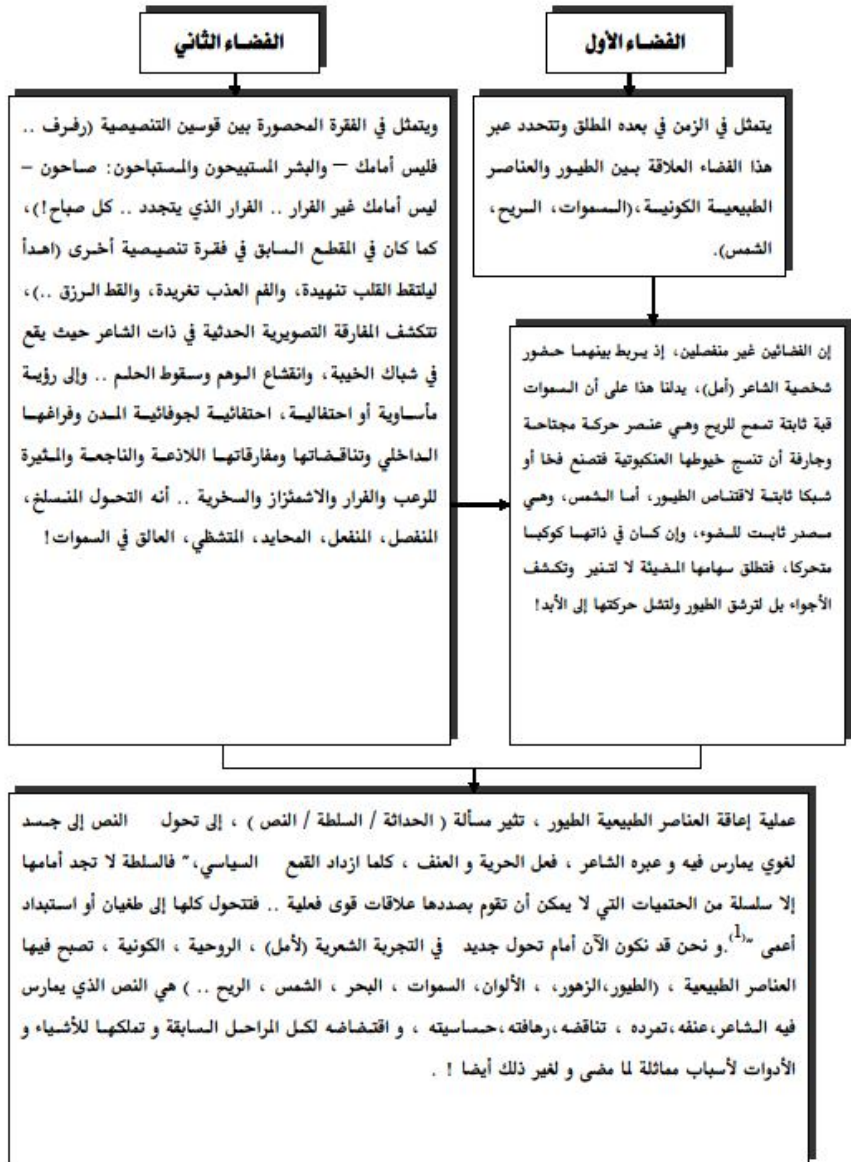 الفضاء الأول
يتمثل في الزمن في بعده المطلق وتتحدد عبر
هذا الفضاء العلاقة بين الطيور والعناصر
الطبيعية الكونية،(السموات، الريح،
الشمس).
الفضاء الثاني
ويتمثل في الفقرة المحصورة بين قوسين التنصيصية (رفرف ..
فليس أمامك – والبشر المستبيحون والمستباحون: صاحون –
ليس أمامك غير الفرار .. الفرار الذي يتجدد .. كل صباح!)،
كما كان في المقطع السابق في فقرة تنصيصية أخرى (اهدأ
ليلتقط القلب تنهيدة، والفم العذب تغريدة، والقط الرزق ..)،
تتكشف المفارقة التصويرية الحدثية في ذات الشاعر حيث يقع
في شباك الخيبة، وانقشاع الوهم وسقوط الحلم .. وإلى رؤية
مأساوية أو احتفالية، احتفائية لجوفائية المدن وفراغها
الداخلي وتناقضاتها ومفارقاتها اللاذعة والناجعة والمثيرة
للرعب والفرار والاشمئزاز والسخرية .. أنه التحول المنسلخ،
المنفصل، المنفعل، المحايد، المتشظي، العالق في السموات!
إن الفضائين غير منفصلين، إذ يربط بينهما حضور
شخصية الشاعر (أمل)، يدلنا هذا على أن السموات
قبة ثابتة تسمح للريح وهي عنصر حركة مجتاحة
وجارفة أن تنسج خيوطها العنكبوتية فتصنع فخا أو
شبكا ثابتة لاقتناص الطيور، أما الشمس، وهي
مصدر ثابت للضوء، وإن كان في ذاتها كوكبا
متحركا، فتطلق سهامها المضيئة لا لتنير وتكشف
الأجواء بل لترشق الطيور ولتشل حركتها إلى الأبد!
عملية إعاقة العناصر الطبيعية الطيور ، تثير مسألة ( الحداثة / السلطة / النص ) ، إلى تحول النص إلى جسد
لغوي يمارس فيه و عبره الشاعر ، فعل الحرية و العنف ، كلما ازداد القمع السياسي،" فالسلطة لا تجد أمامها
إلا سلسلة من الحتميات التي لا يمكن أن تقوم بصددها علاقات قوى فعلية .. فتتحول كلها إلى طغيان أو استبداد
أعمى "(1).و نحن قد نكون الآن أمام تحول جديد في التجربة الشعرية (لأمل) ، الروحية ، الكونية ، تصبح فيها
العناصر الطبيعية ، (الطيور،الزهور، ، الألوان، السموات ، البحر ، الشمس ، الريح .. ) هي النص الذي يمارس
فيه الشاعر،عنفه،تمرده ، تناقضه،رهافته،حساسيته ، و اقتضاضه لكل المراحل السابقة و تملكها للأشياء و
الأدوات لأسباب مماثلة لما مضى و لغير ذلك أيضا ! .